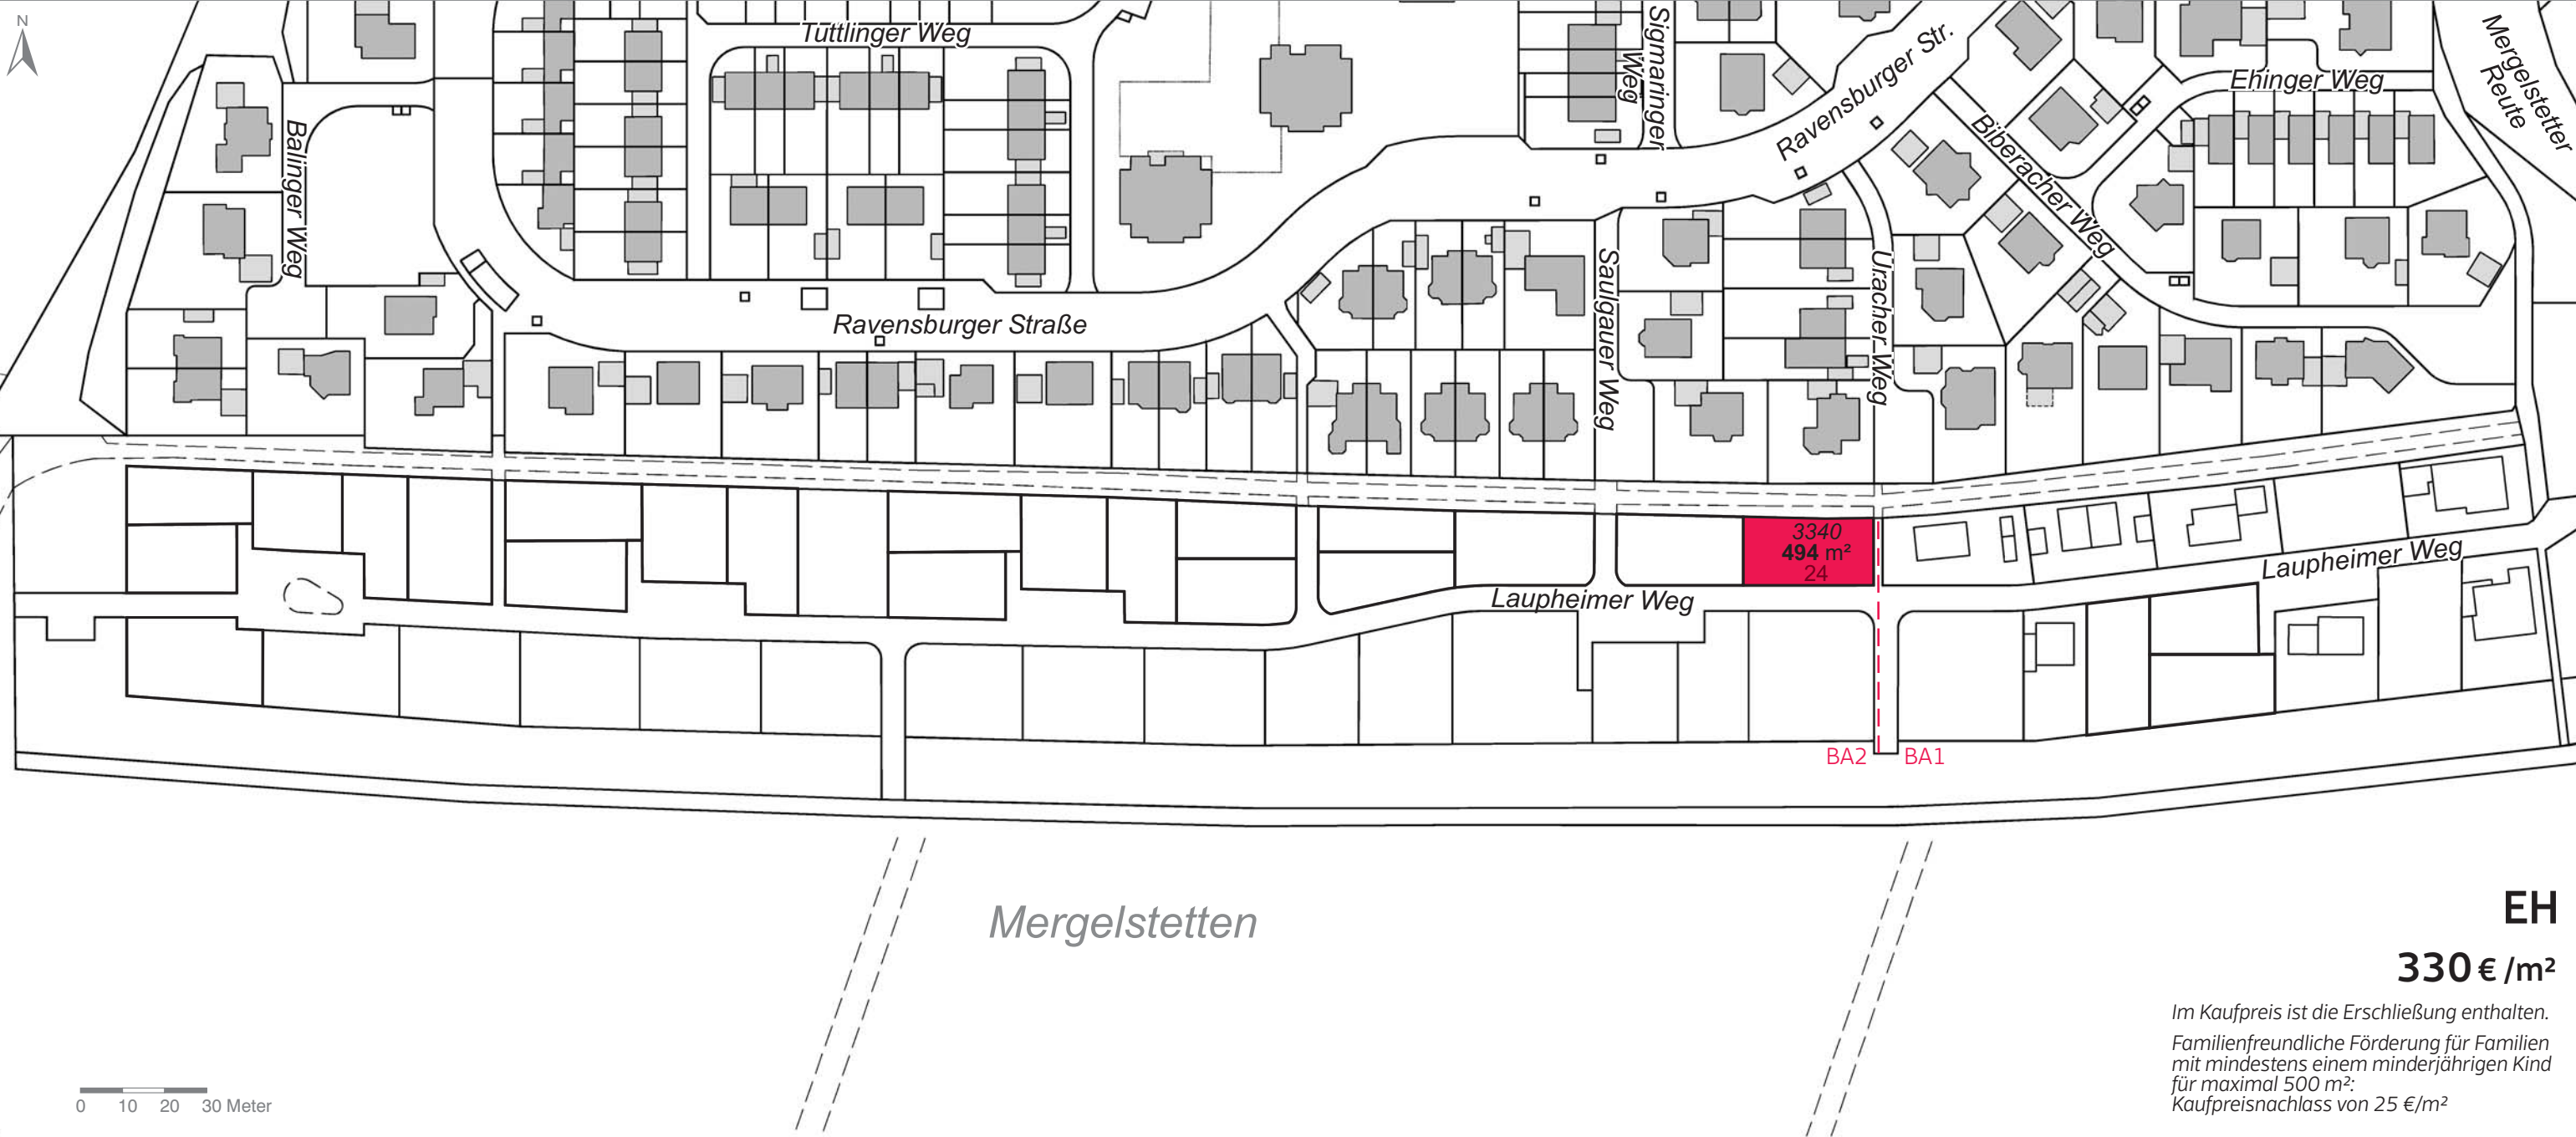 N
Tuttlinger Weg
Sigmaringer
Weg
Ravensburger Str.
Ehinger Weg
Mergelstetter
Reute
Balinger Weg
Biberacher Weg
Ravensburger Straße
Saulgauer Weg
Uracher Weg
3340
494 m²
24
Laupheimer Weg
Laupheimer Weg
BA2
BA1
Mergelstetten
EH
330 € /m²
Im Kaufpreis ist die Erschließung enthalten.
Familienfreundliche Förderung für Familien
mit mindestens einem minderjährigen Kind
für maximal 500 m²:
Kaufpreisnachlass von 25 €/m²
0 10 20 30 Meter